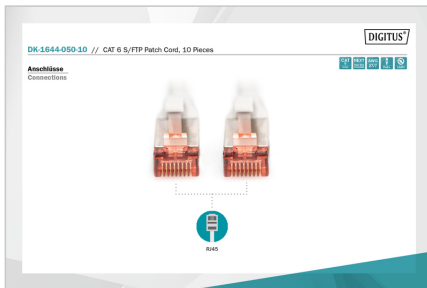 DIGITUS®
DK-1644-050-10 // CAT 6 S/FTP Patch Cord, 10 Pieces
Anschlüsse
Connections
RJ45